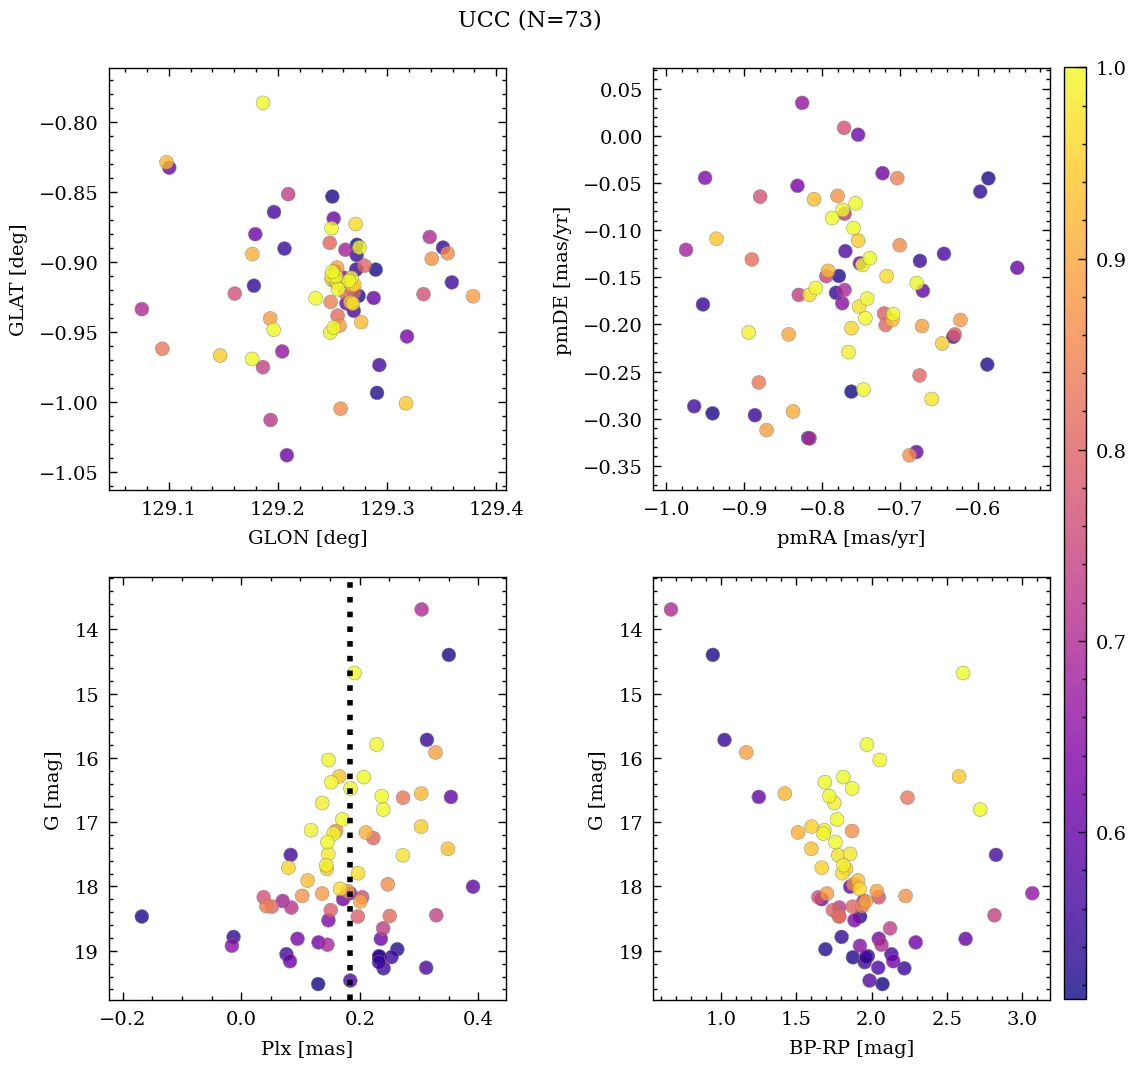 UCC (N=73)
−0.80
−0.85
−0.90
−0.95
−1.00
−1.05
GLAT [deg]
129.1 129.2 129.3 129.4
GLON [deg]
0.05
0.00
−0.05
−0.10
−0.15
−0.20
−0.25
−0.30
−0.35
pmDE [mas/yr]
−1.0 −0.9 −0.8 −0.7 −0.6
pmRA [mas/yr]
14
15
16
17
18
19
G [mag]
−0.2 0.0 0.2 0.4
Plx [mas]
14
15
16
17
18
19
G [mag]
1.0 1.5 2.0 2.5 3.0
BP-RP [mag]
1.0
0.9
0.8
0.7
0.6